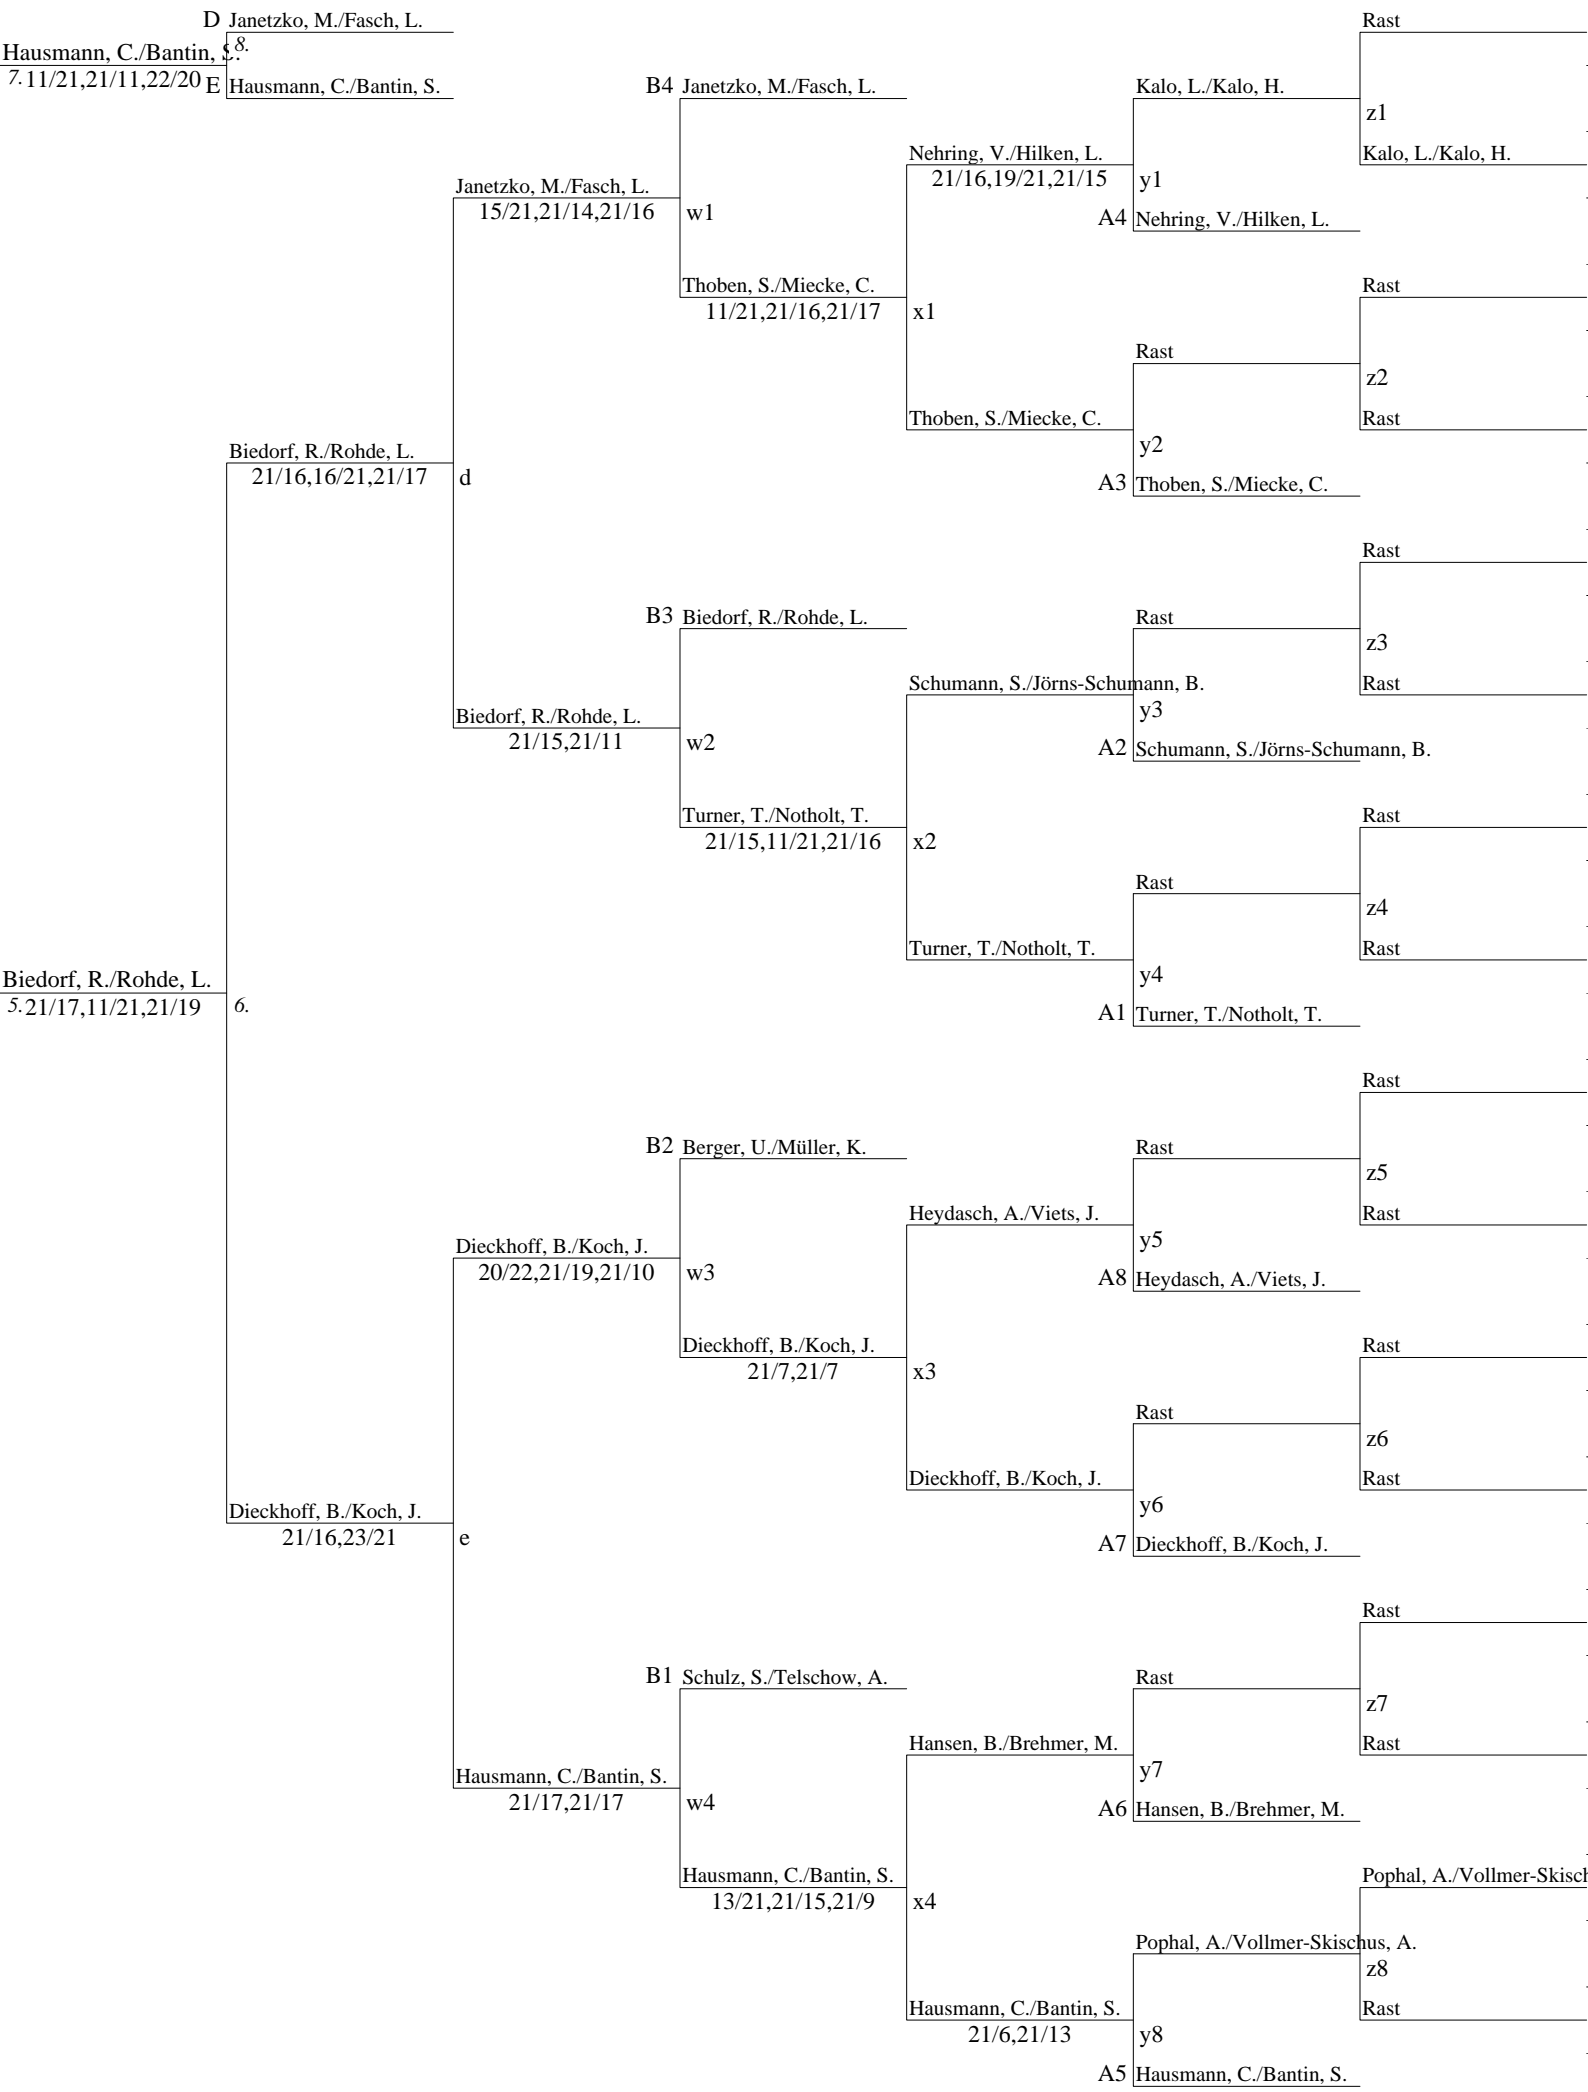 D Janetzko, M./Fasch, L. Rast
Hausmann, C./Bantin, S. 8.
7. 11/21,21/11,22/20 E Hausmann, C./Bantin, S. B4 Janetzko, M./Fasch, L. Kalo, L./Kalo, H.
z1
Nehring, V./Hilken, L. Kalo, L./Kalo, H.
Janetzko, M./Fasch, L. 21/16,19/21,21/15 y1
15/21,21/14,21/16 w1 A4 Nehring, V./Hilken, L.
Thoben, S./Miecke, C. Rast
11/21,21/16,21/17 x1
Rast
z2
Thoben, S./Miecke, C. Rast
Biedorf, R./Rohde, L. y2
21/16,16/21,21/17 d A3 Thoben, S./Miecke, C.
Rast
B3 Biedorf, R./Rohde, L. Rast
z3
Schumann, S./Jörns-Schumann, B. Rast
Biedorf, R./Rohde, L. y3
21/15,21/11 w2 A2 Schumann, S./Jörns-Schumann, B.
Turner, T./Notholt, T. Rast
21/15,11/21,21/16 x2
Rast
z4
Turner, T./Notholt, T. Rast
Biedorf, R./Rohde, L. y4
5. 21/17,11/21,21/19 6. A1 Turner, T./Notholt, T.
Rast
B2 Berger, U./Müller, K. Rast
z5
Heydasch, A./Viets, J. Rast
Dieckhoff, B./Koch, J. y5
20/22,21/19,21/10 w3 A8 Heydasch, A./Viets, J.
Dieckhoff, B./Koch, J. Rast
21/7,21/7 x3
Rast
z6
Dieckhoff, B./Koch, J. Rast
Dieckhoff, B./Koch, J. y6
21/16,23/21 e A7 Dieckhoff, B./Koch, J.
Rast
B1 Schulz, S./Telschow, A. Rast
z7
Hansen, B./Brehmer, M. Rast
Hausmann, C./Bantin, S. y7
21/17,21/17 w4 A6 Hansen, B./Brehmer, M.
Hausmann, C./Bantin, S. Pophal, A./Vollmer-Skisch
13/21,21/15,21/9 x4
Pophal, A./Vollmer-Skischus, A.
z8
Hausmann, C./Bantin, S. Rast
21/6,21/13 y8
A5 Hausmann, C./Bantin, S.